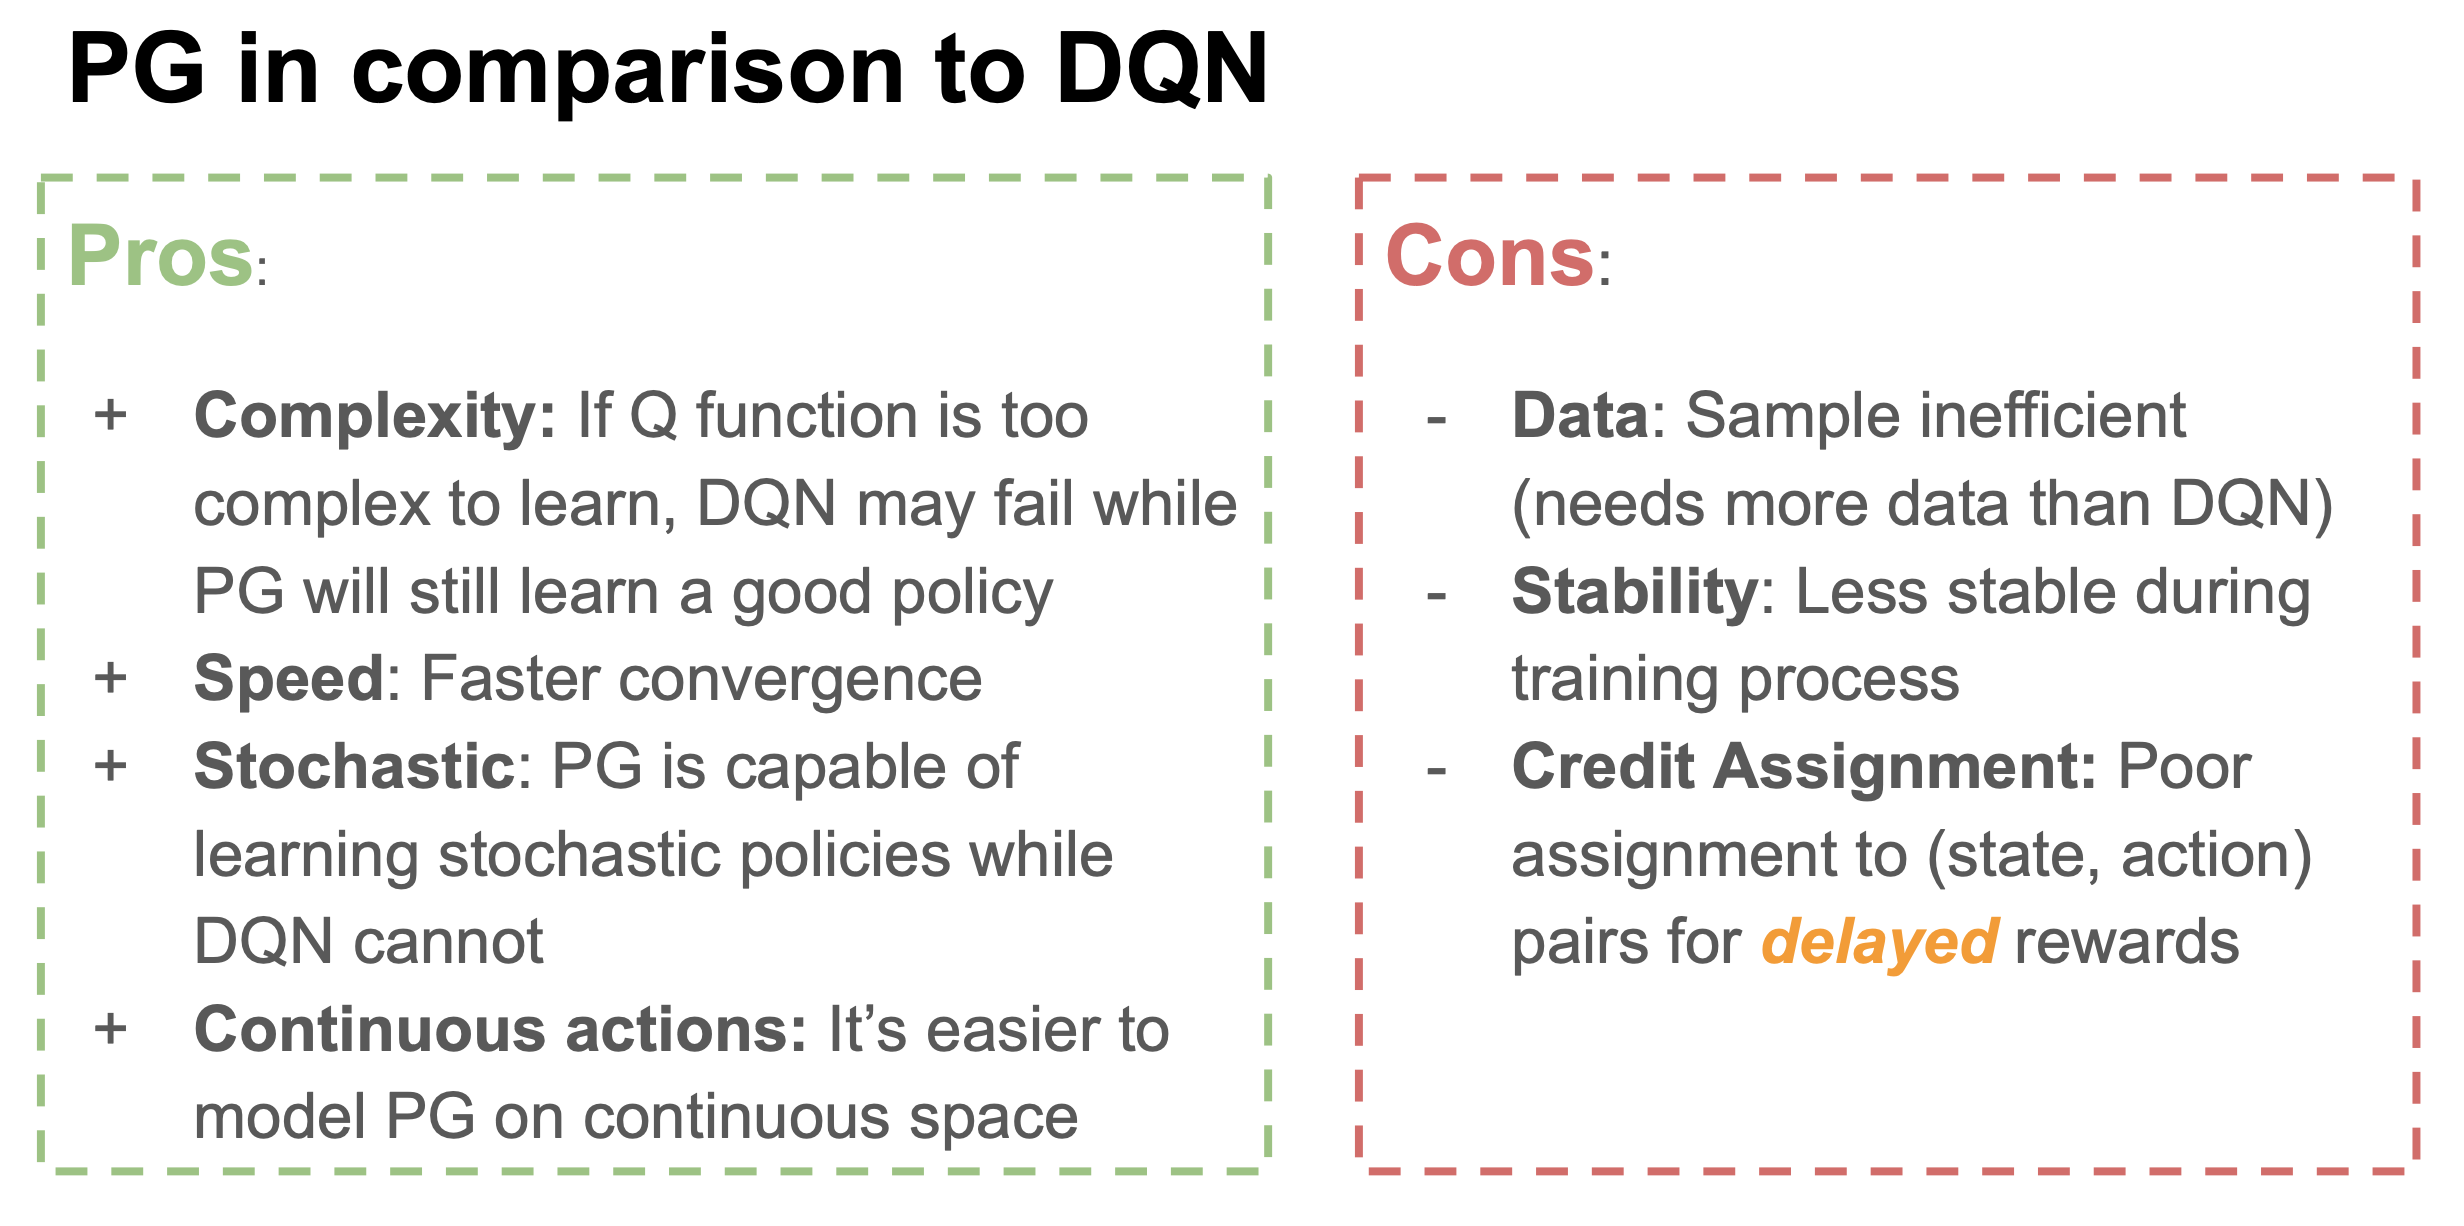 PG in comparison to DQN
Pros:
+ Complexity: If Q function is too
complex to learn, DQN may fail while
PG will still learn a good policy
+ Speed: Faster convergence
+ Stochastic: PG is capable of
learning stochastic policies while
DQN cannot
+ Continuous actions: It’s easier to
model PG on continuous space
Cons:
- Data: Sample inefficient
(needs more data than DQN)
- Stability: Less stable during
training process
- Credit Assignment: Poor
assignment to (state, action)
pairs for delayed rewards